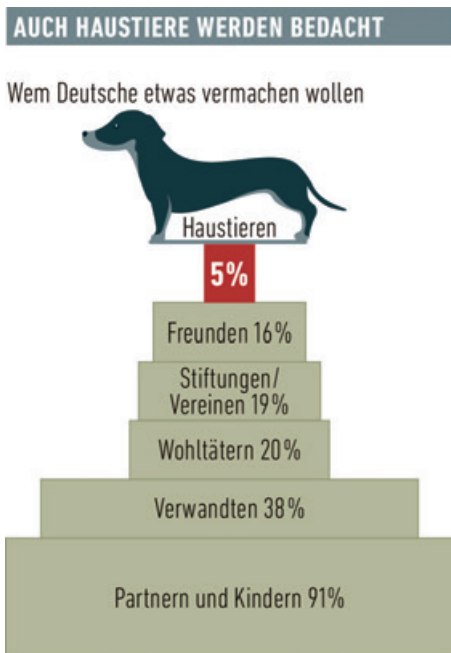 AUCH HAUSTIERE WERDEN BEDACHT
Wem Deutsche etwas vermachen wollen
Haustieren
5%
Freunden 16%
Stiftungen/
Vereinen 19%
Wohltätern 20%
Verwandten 38%
Partnern und Kindern 91%